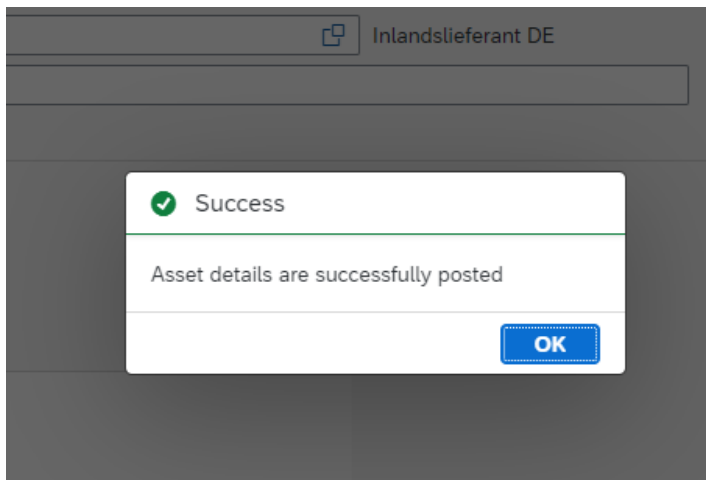 Inlandslieferant DE
Success
Asset details are successfully posted
OK